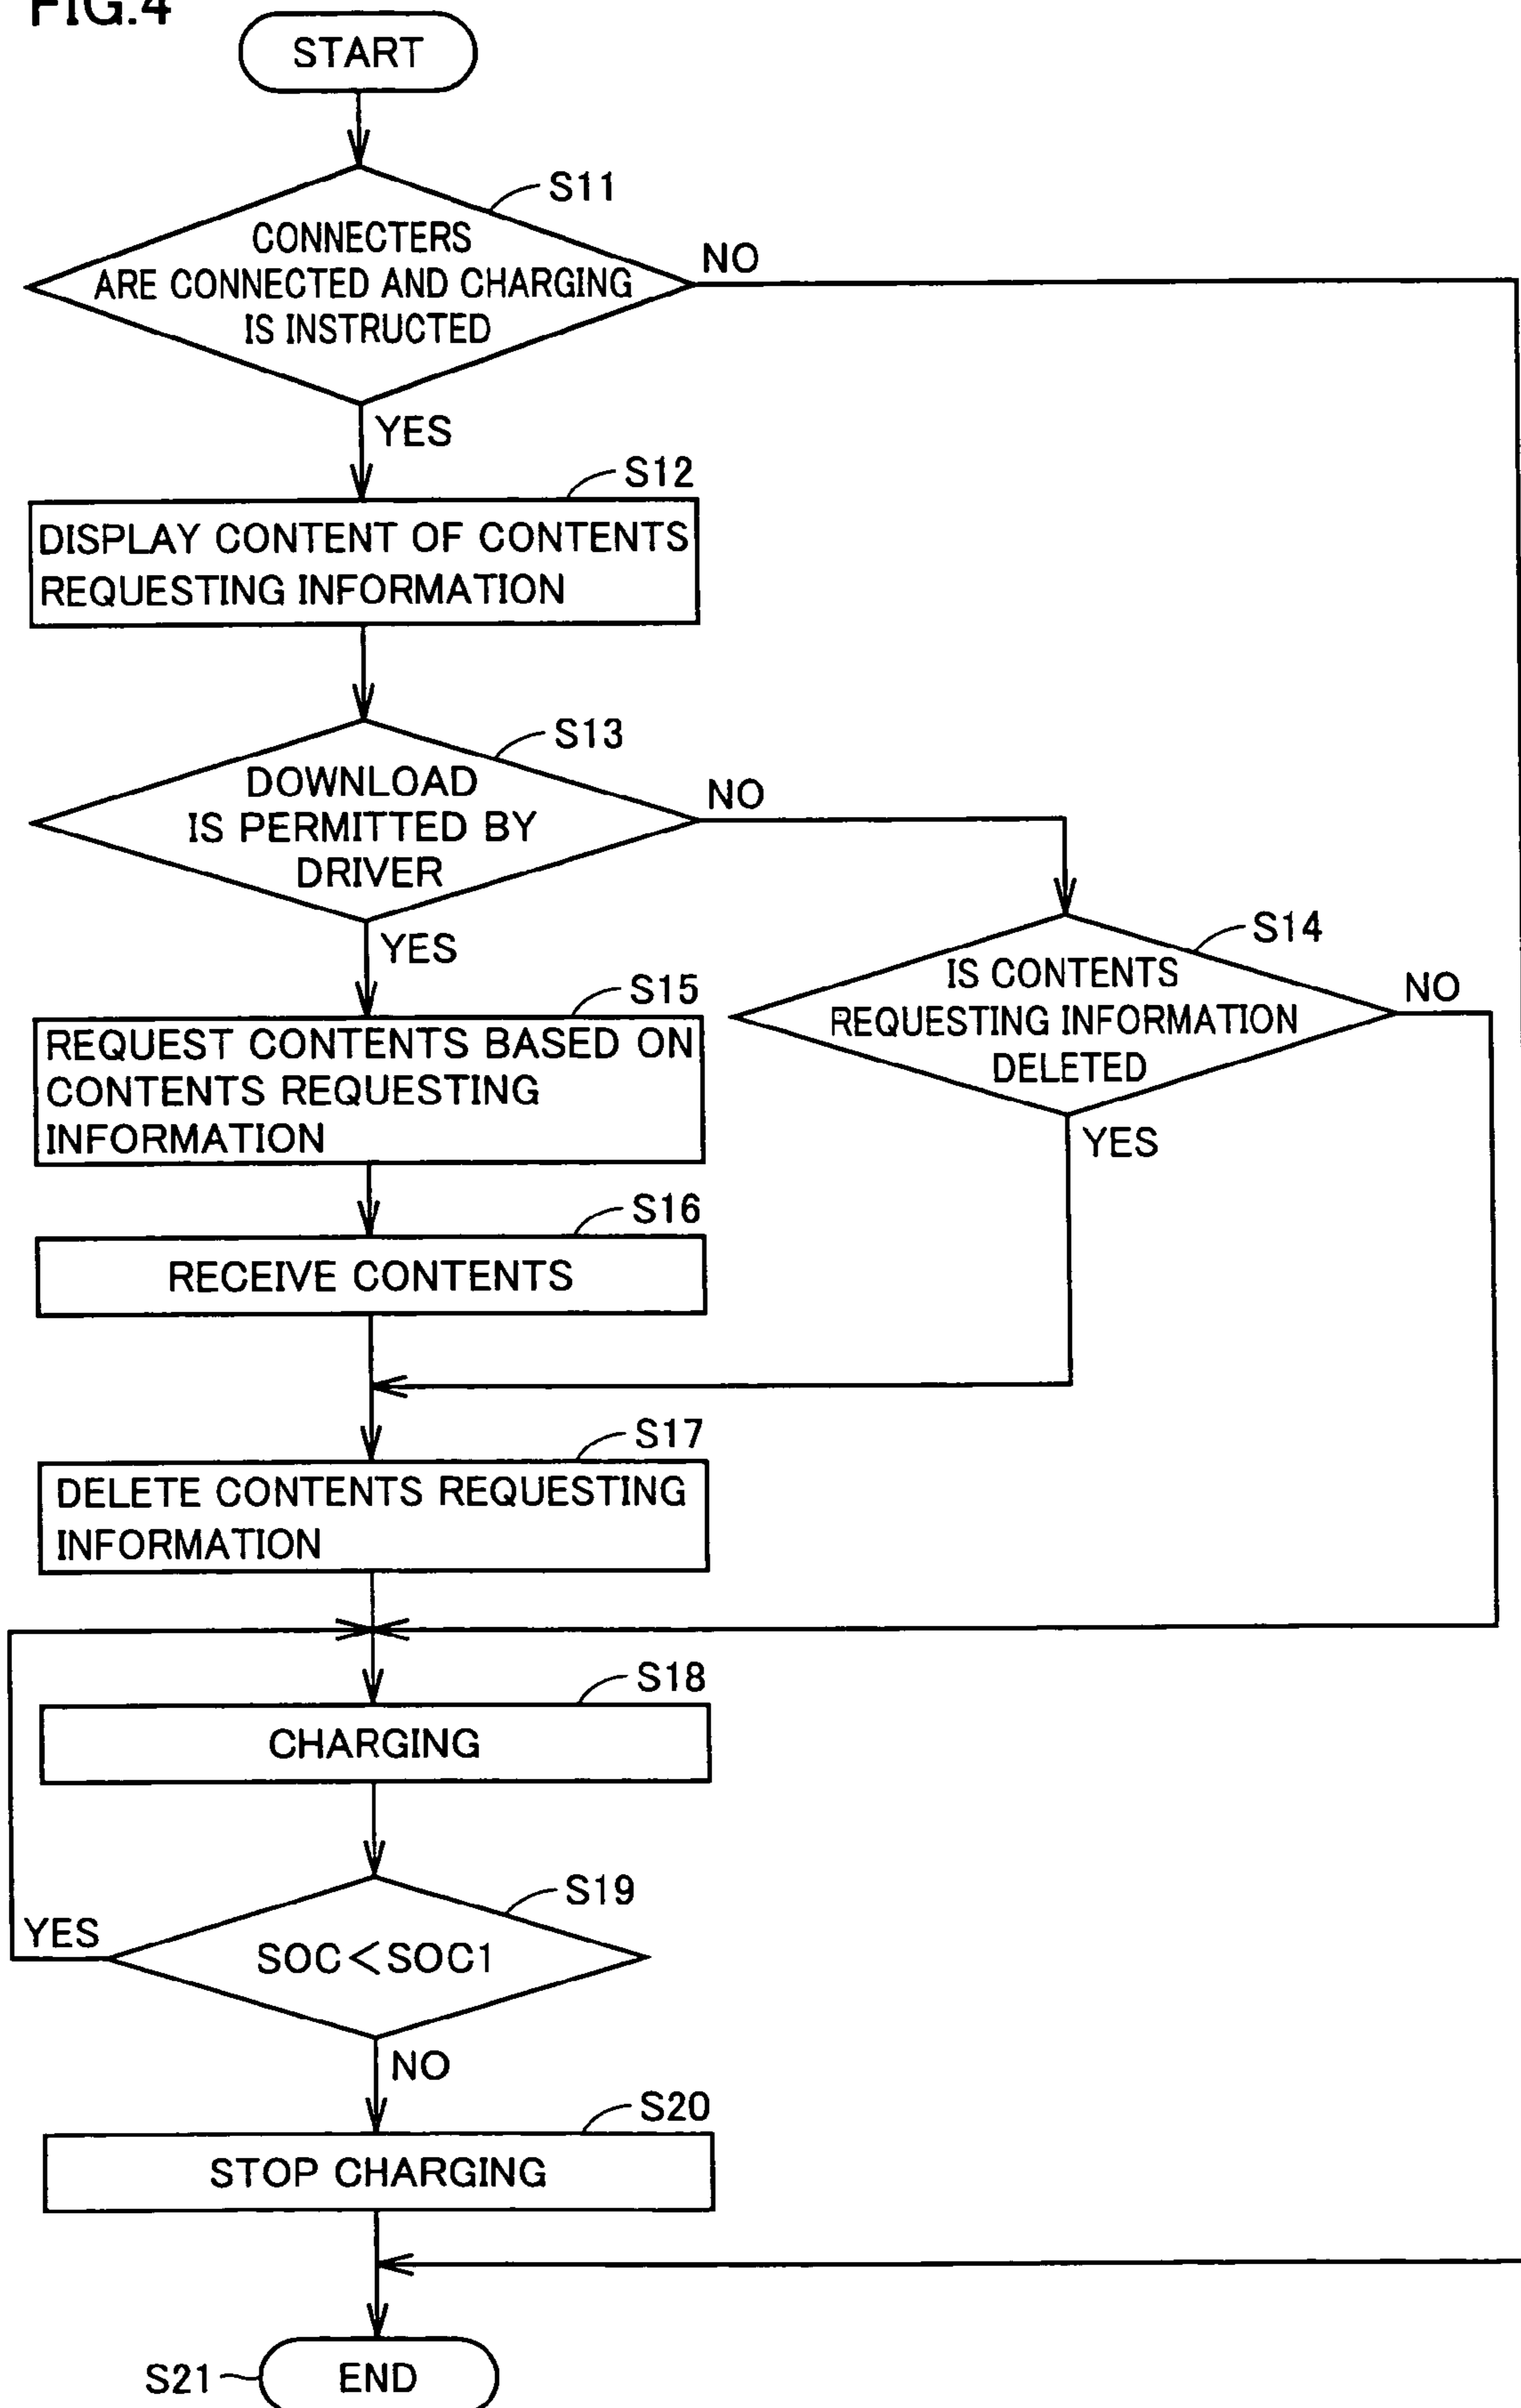 FIG.4
START
S11
CONNECTERS
ARE CONNECTED AND CHARGING
IS INSTRUCTED
NO
YES
S12
DISPLAY CONTENT OF CONTENTS
REQUESTING INFORMATION
S13
DOWNLOAD
IS PERMITTED BY
DRIVER
NO
YES
S14
IS CONTENTS
REQUESTING INFORMATION
DELETED
NO
YES
S15
REQUEST CONTENTS BASED ON
CONTENTS REQUESTING
INFORMATION
S16
RECEIVE CONTENTS
S17
DELETE CONTENTS REQUESTING
INFORMATION
S18
CHARGING
S19
SOC<SOC1
YES
NO
S20
STOP CHARGING
S21
END